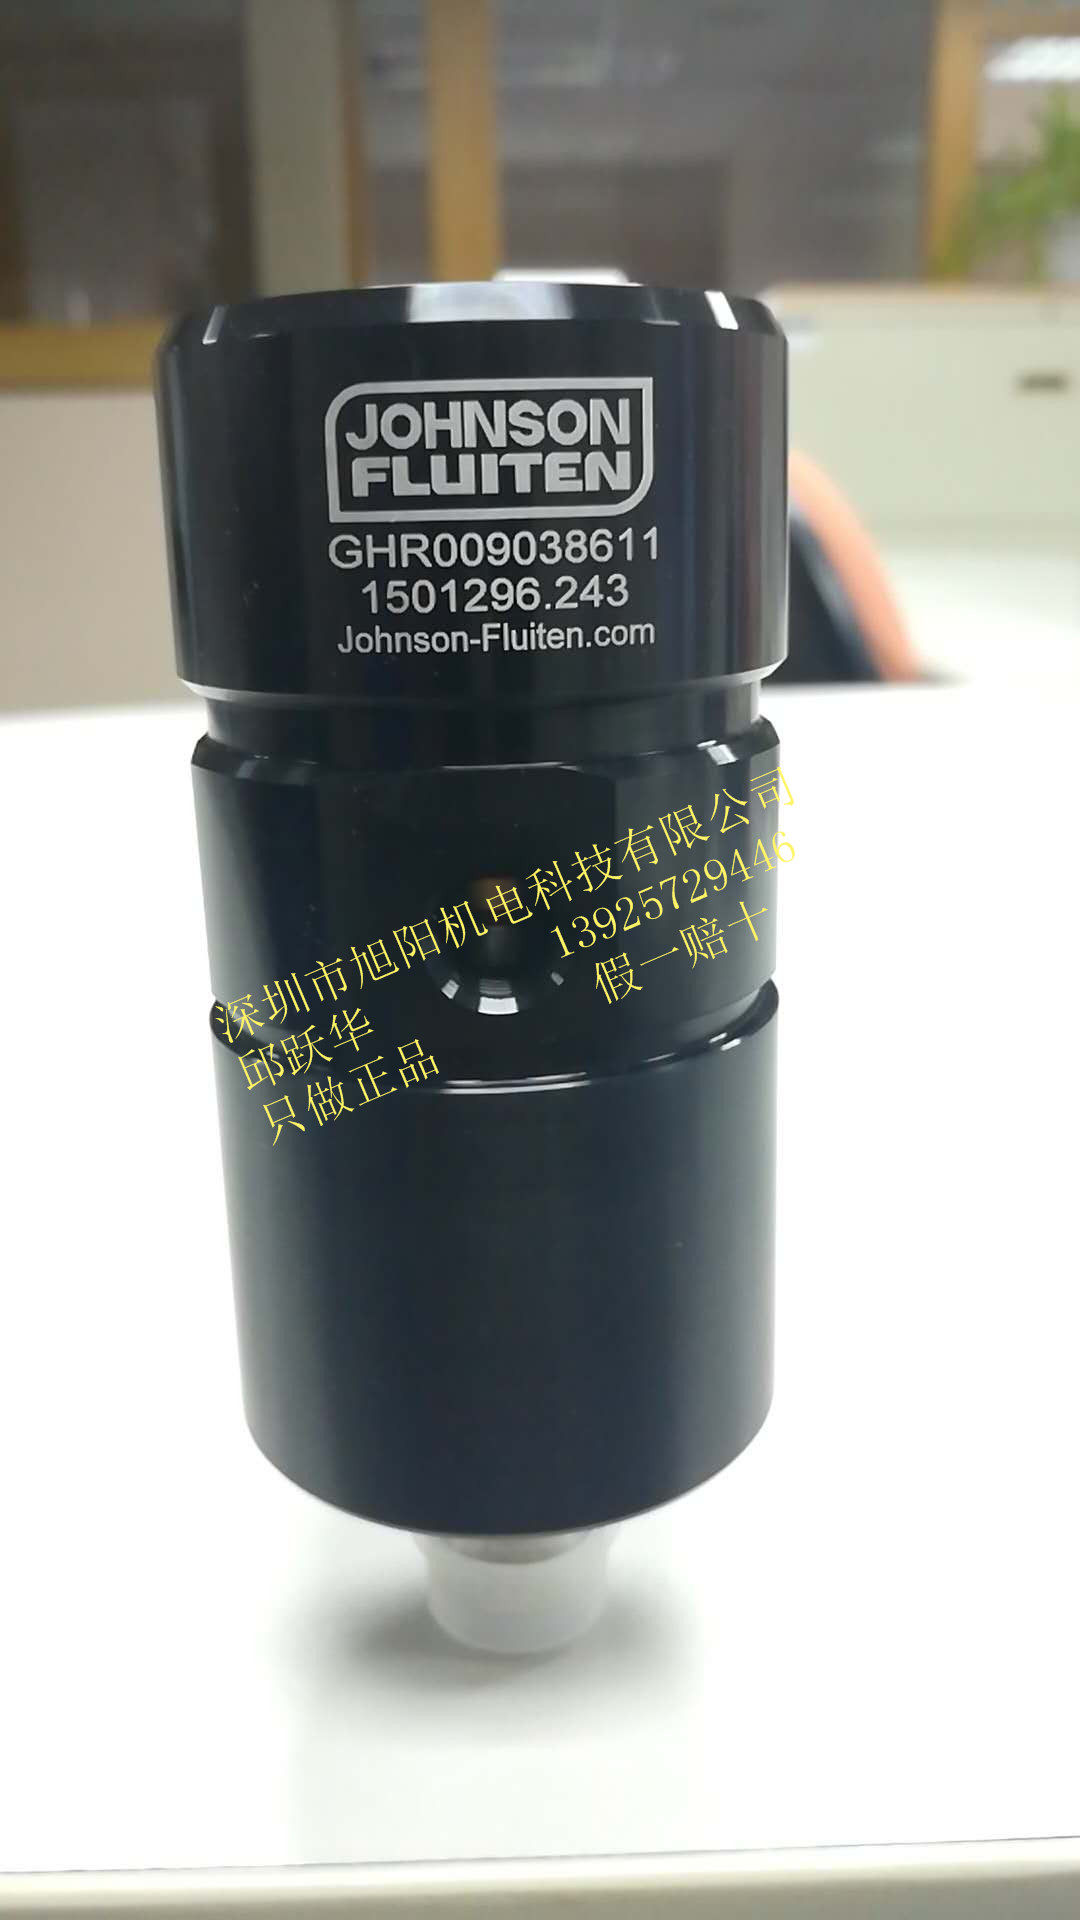 JOHNSON
FLUITEN
GHR009038611
1501296.243
Johnson-Fluiten.com
深圳市旭阳机电科技有限公司
邱跃华 13925729446
只做正品 假一赔十